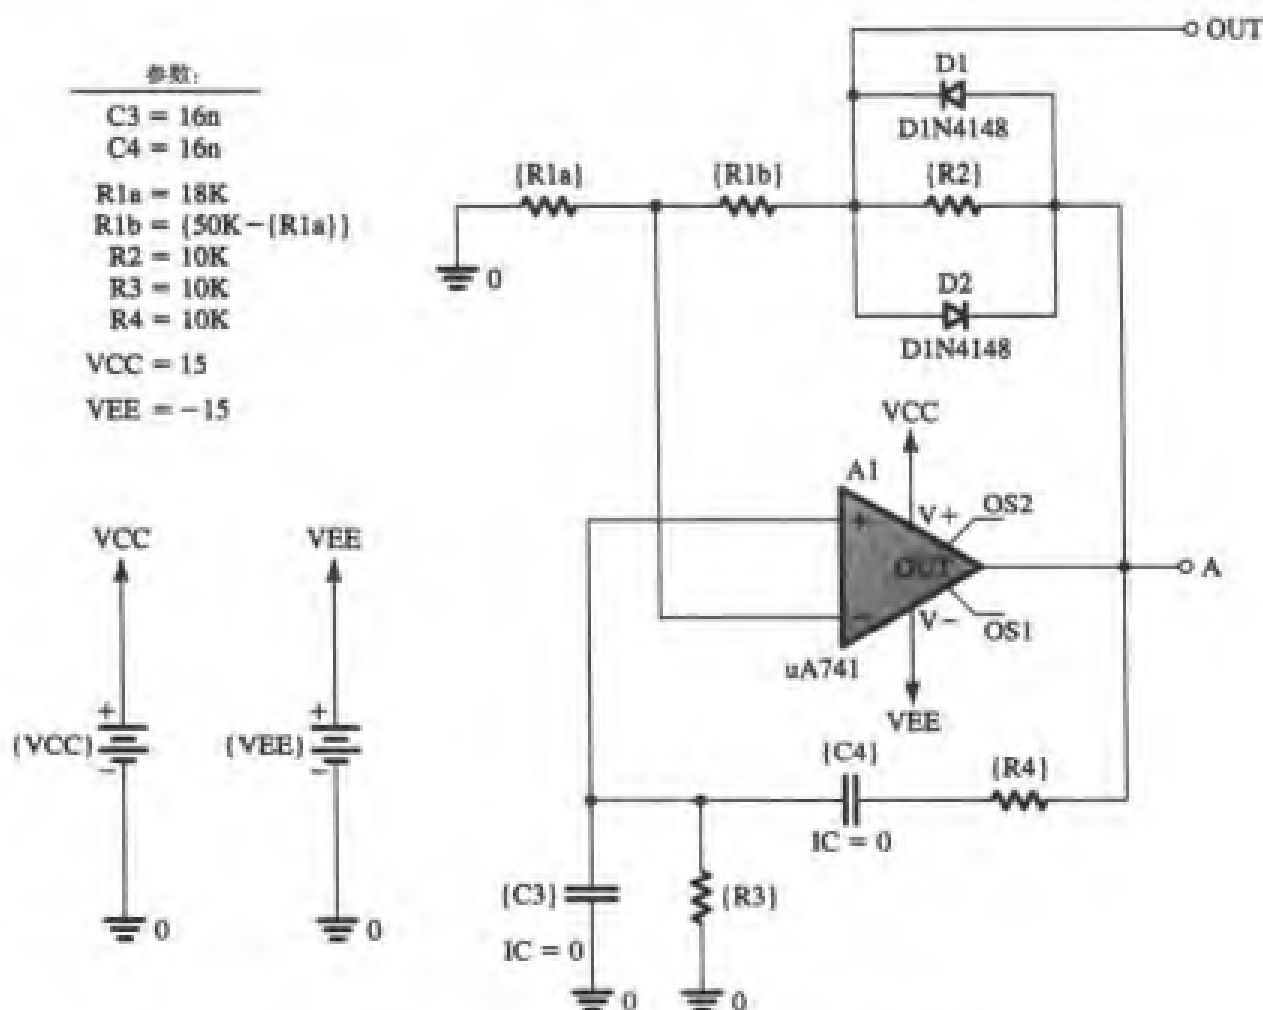 参数:
C3 = 16n
C4 = 16n
R1a = 18K
R1b = {50K-{R1a}}
R2 = 10K
R3 = 10K
R4 = 10K
VCC = 15
VEE = -15
OUT
D1
D1N4148
{R1a}
{R1b}
{R2}
0
D2
D1N4148
VCC
A1
+
V+
OS2
OUT
A
-
V-
OS1
uA741
VEE
VCC
VEE
+
{VCC}
-
0
+
{VEE}
-
0
{C4}
{R4}
IC = 0
{C3}
{R3}
IC = 0
0
0